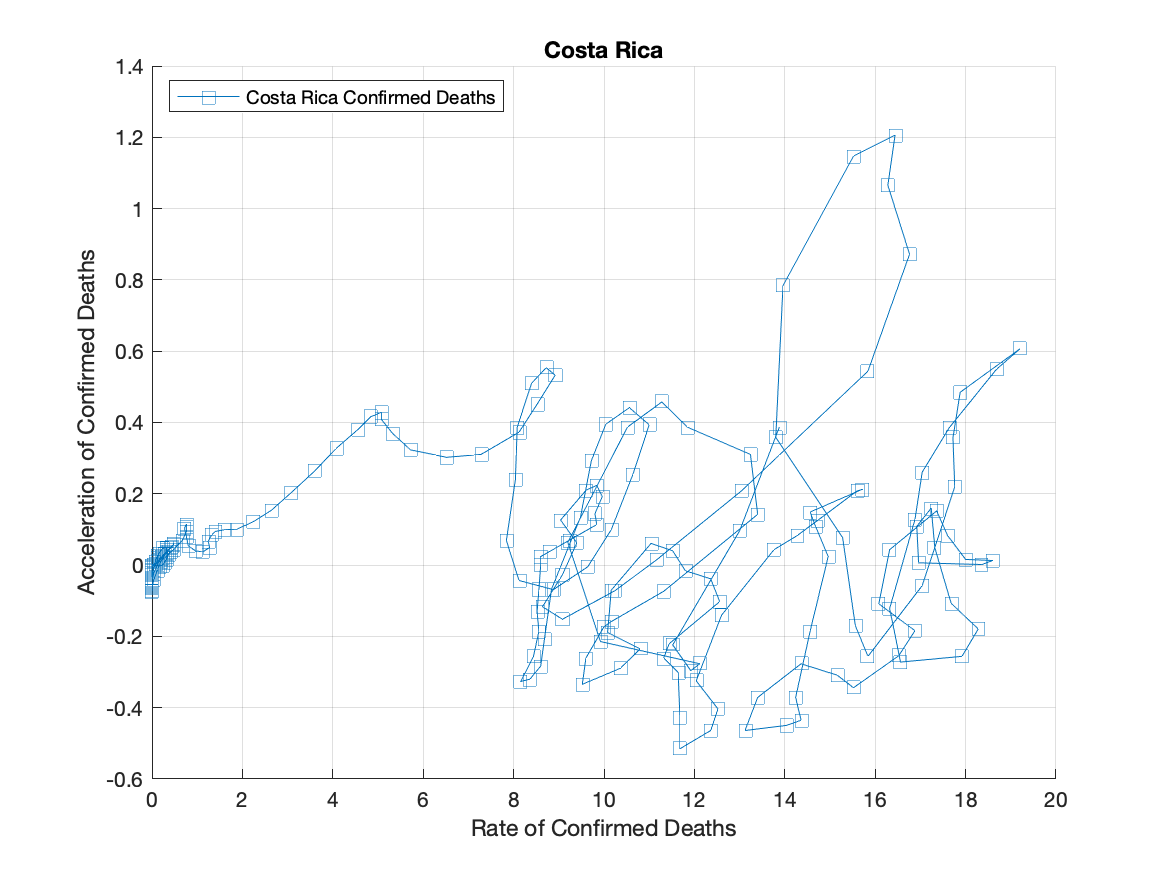 Costa Rica
Costa Rica Confirmed Deaths
1.4
1.2
1
0.8
0.6
0.4
0.2
0
-0.2
-0.4
-0.6
Acceleration of Confirmed Deaths
0 2 4 6 8 10 12 14 16 18 20
Rate of Confirmed Deaths